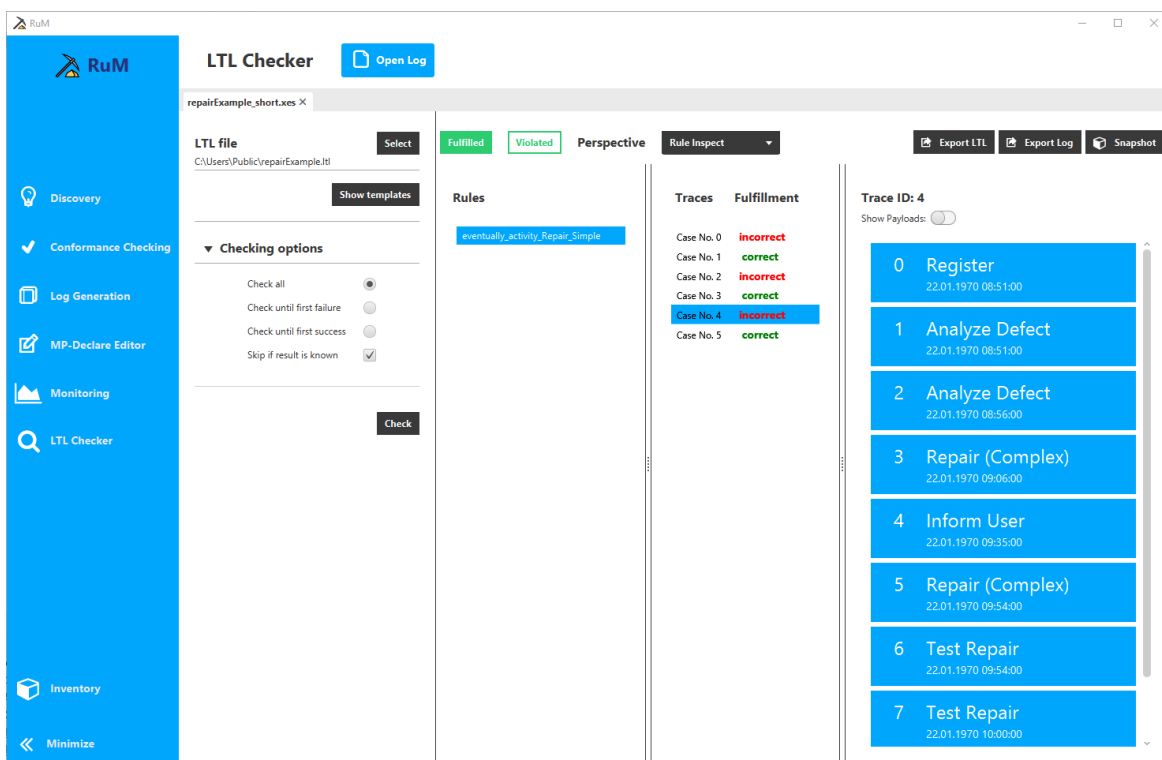 RuM
RuM
LTL Checker
Open Log
repairExample_short.xes
Discovery
Conformance Checking
Log Generation
MP-Declare Editor
Monitoring
LTL Checker
Inventory
Minimize
LTL file
Select
C:\Users\Public\repairExample.ltl
Show templates
Checking options
Check all
Check until first failure
Check until first success
Skip if result is known
Check
Fulfilled
Violated
Perspective
Rule Inspect
Export LTL
Export Log
Snapshot
Rules
eventually_activity_Repair_Simple
Traces Fulfillment
Case No. 0 incorrect
Case No. 1 correct
Case No. 2 incorrect
Case No. 3 correct
Case No. 4 incorrect
Case No. 5 correct
Trace ID: 4
Show Payloads:
0 Register
22.01.1970 08:51:00
1 Analyze Defect
22.01.1970 08:51:00
2 Analyze Defect
22.01.1970 08:56:00
3 Repair (Complex)
22.01.1970 09:06:00
4 Inform User
22.01.1970 09:35:00
5 Repair (Complex)
22.01.1970 09:54:00
6 Test Repair
22.01.1970 09:54:00
7 Test Repair
22.01.1970 10:00:00